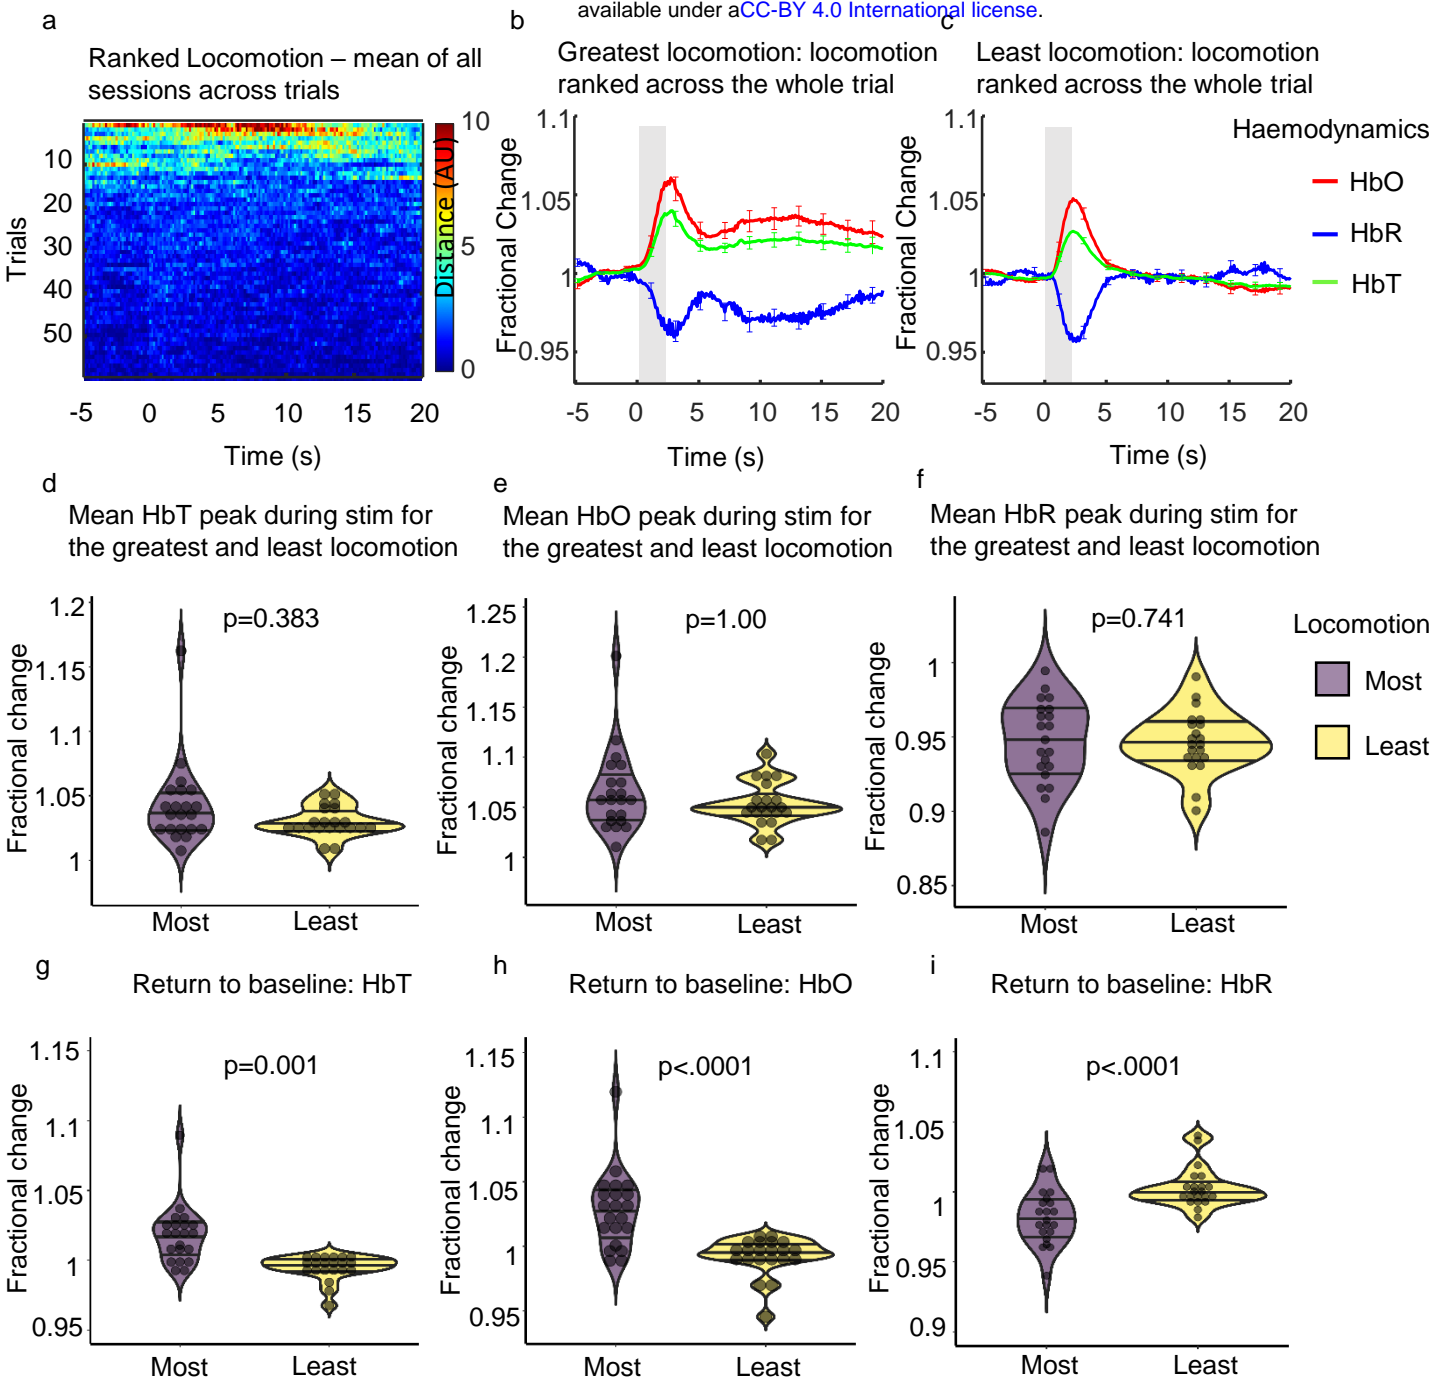 available under aCC-BY 4.0 International license.
a
Ranked Locomotion – mean of all
sessions across trials
Trials
10
20
30
40
50
-5
0
5
10
15
20
Time (s)
10
5
0
Distance (AU)
b
Greatest locomotion: locomotion
ranked across the whole trial
Fractional Change
1.1
1.05
1
0.95
-5
0
5
10
15
20
Time (s)
c
Least locomotion: locomotion
ranked across the whole trial
Fractional Change
1.1
1.05
1
0.95
-5
0
5
10
15
20
Time (s)
Haemodynamics
HbO
HbR
HbT
d
Mean HbT peak during stim for
the greatest and least locomotion
p=0.383
Fractional change
1.2
1.15
1.1
1.05
1
Most
Least
e
Mean HbO peak during stim for
the greatest and least locomotion
p=1.00
Fractional change
1.25
1.2
1.15
1.1
1.05
1
Most
Least
f
Mean HbR peak during stim for
the greatest and least locomotion
p=0.741
Fractional change
1
0.95
0.9
0.85
Most
Least
Locomotion
Most
Least
g
Return to baseline: HbT
p=0.001
Fractional change
1.15
1.1
1.05
1
0.95
Most
Least
h
Return to baseline: HbO
p<.0001
Fractional change
1.15
1.1
1.05
1
0.95
Most
Least
i
Return to baseline: HbR
p<.0001
Fractional change
1.1
1.05
1
0.95
0.9
Most
Least